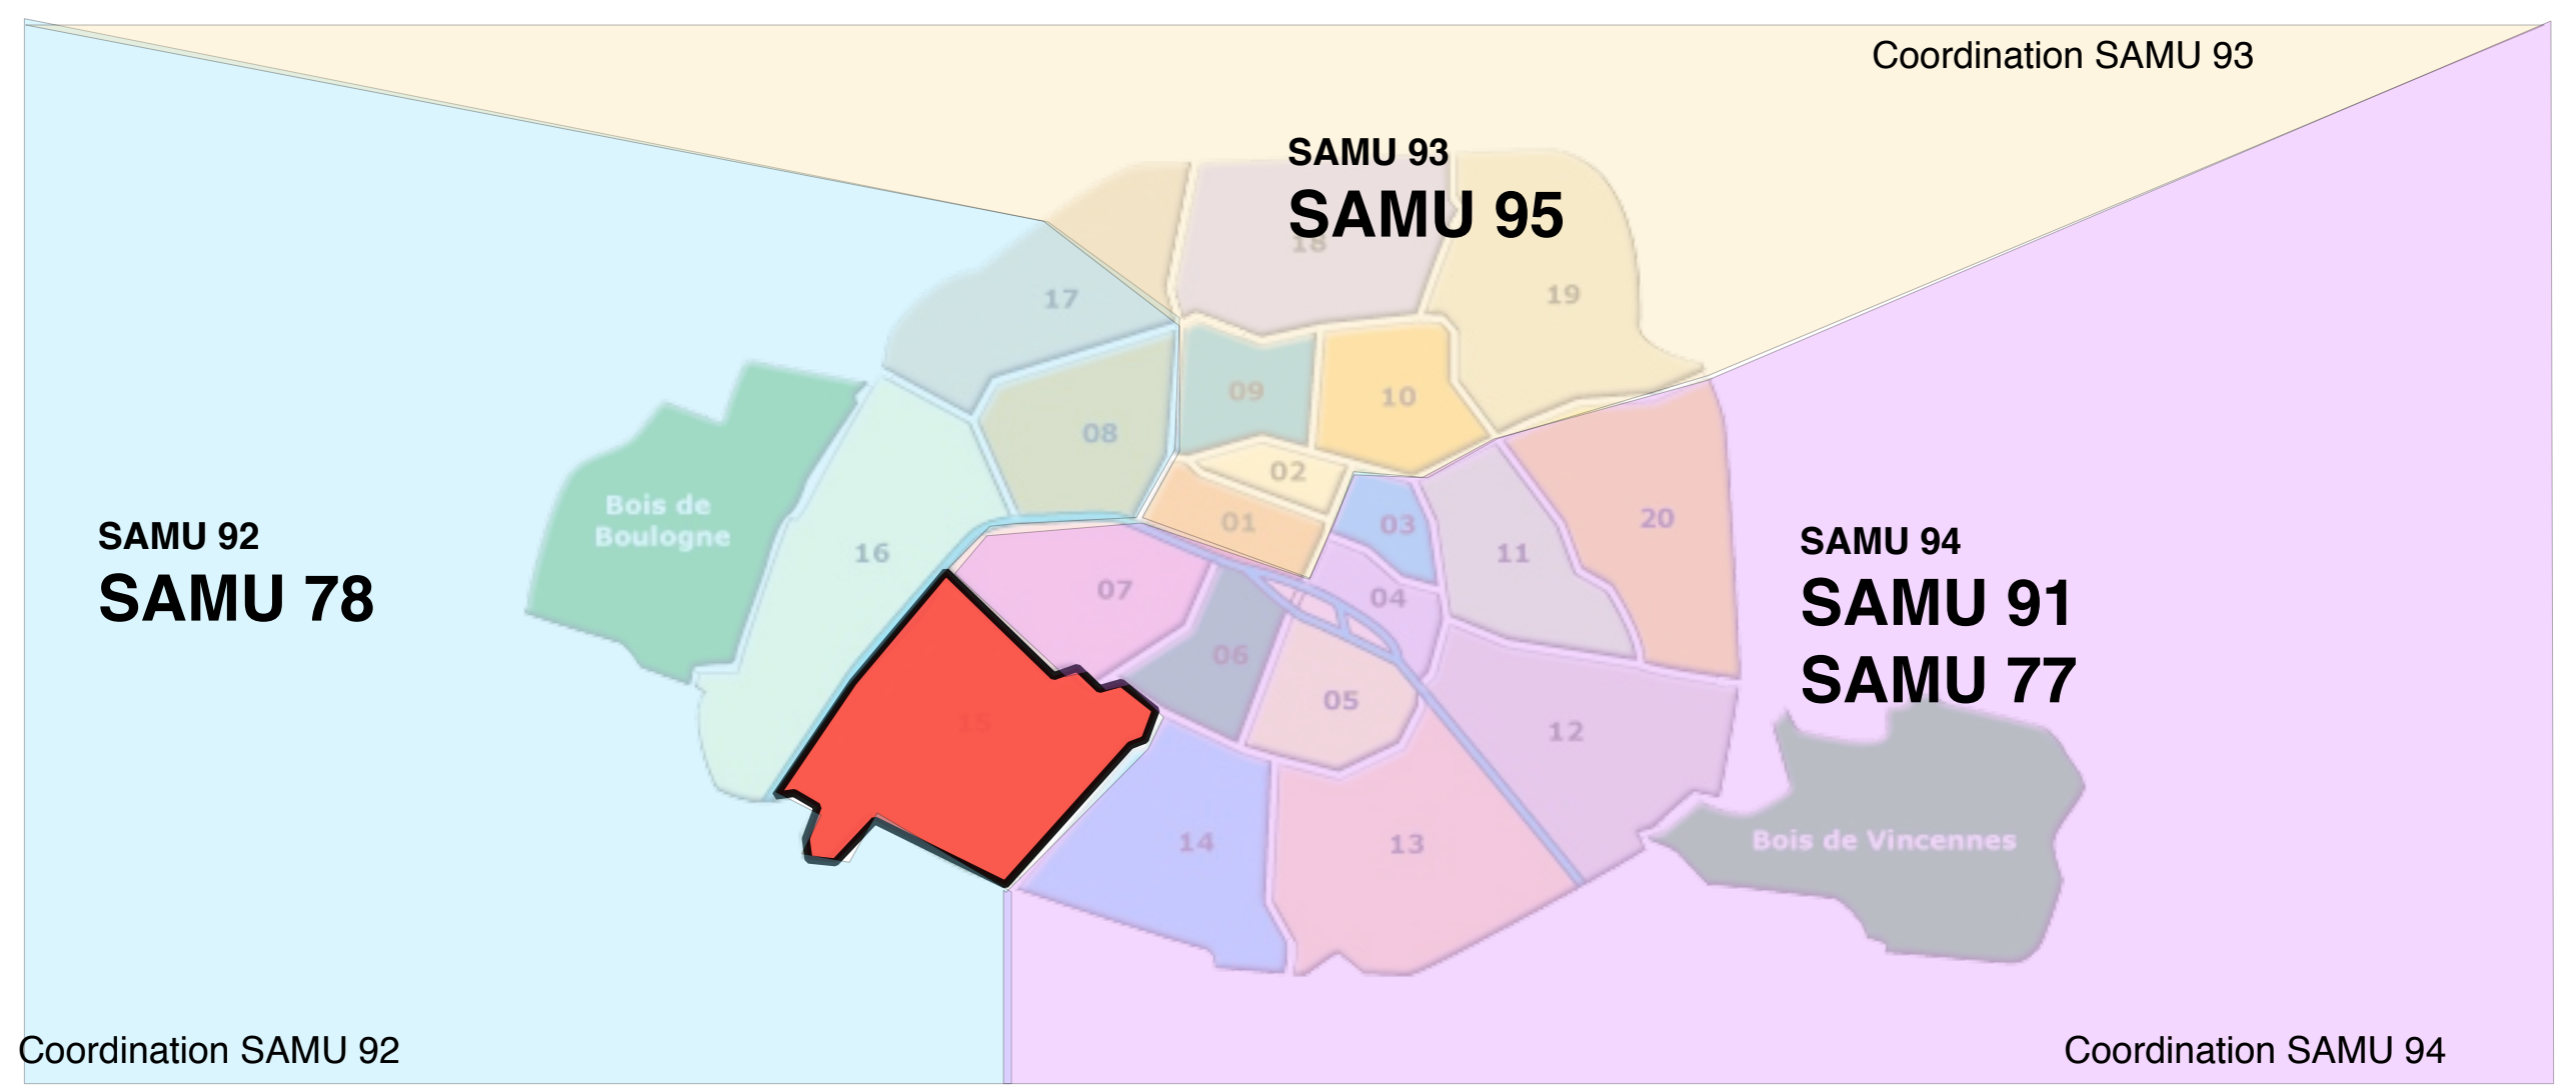 Coordination SAMU 93
SAMU 93
SAMU 95
18
17
19
09
10
08
02
01
03
20
11
16
Bois de
Boulogne
SAMU 92
SAMU 78
07
04
06
05
SAMU 94
SAMU 91
SAMU 77
15
12
14
13
Bois de Vincennes
Coordination SAMU 92
Coordination SAMU 94